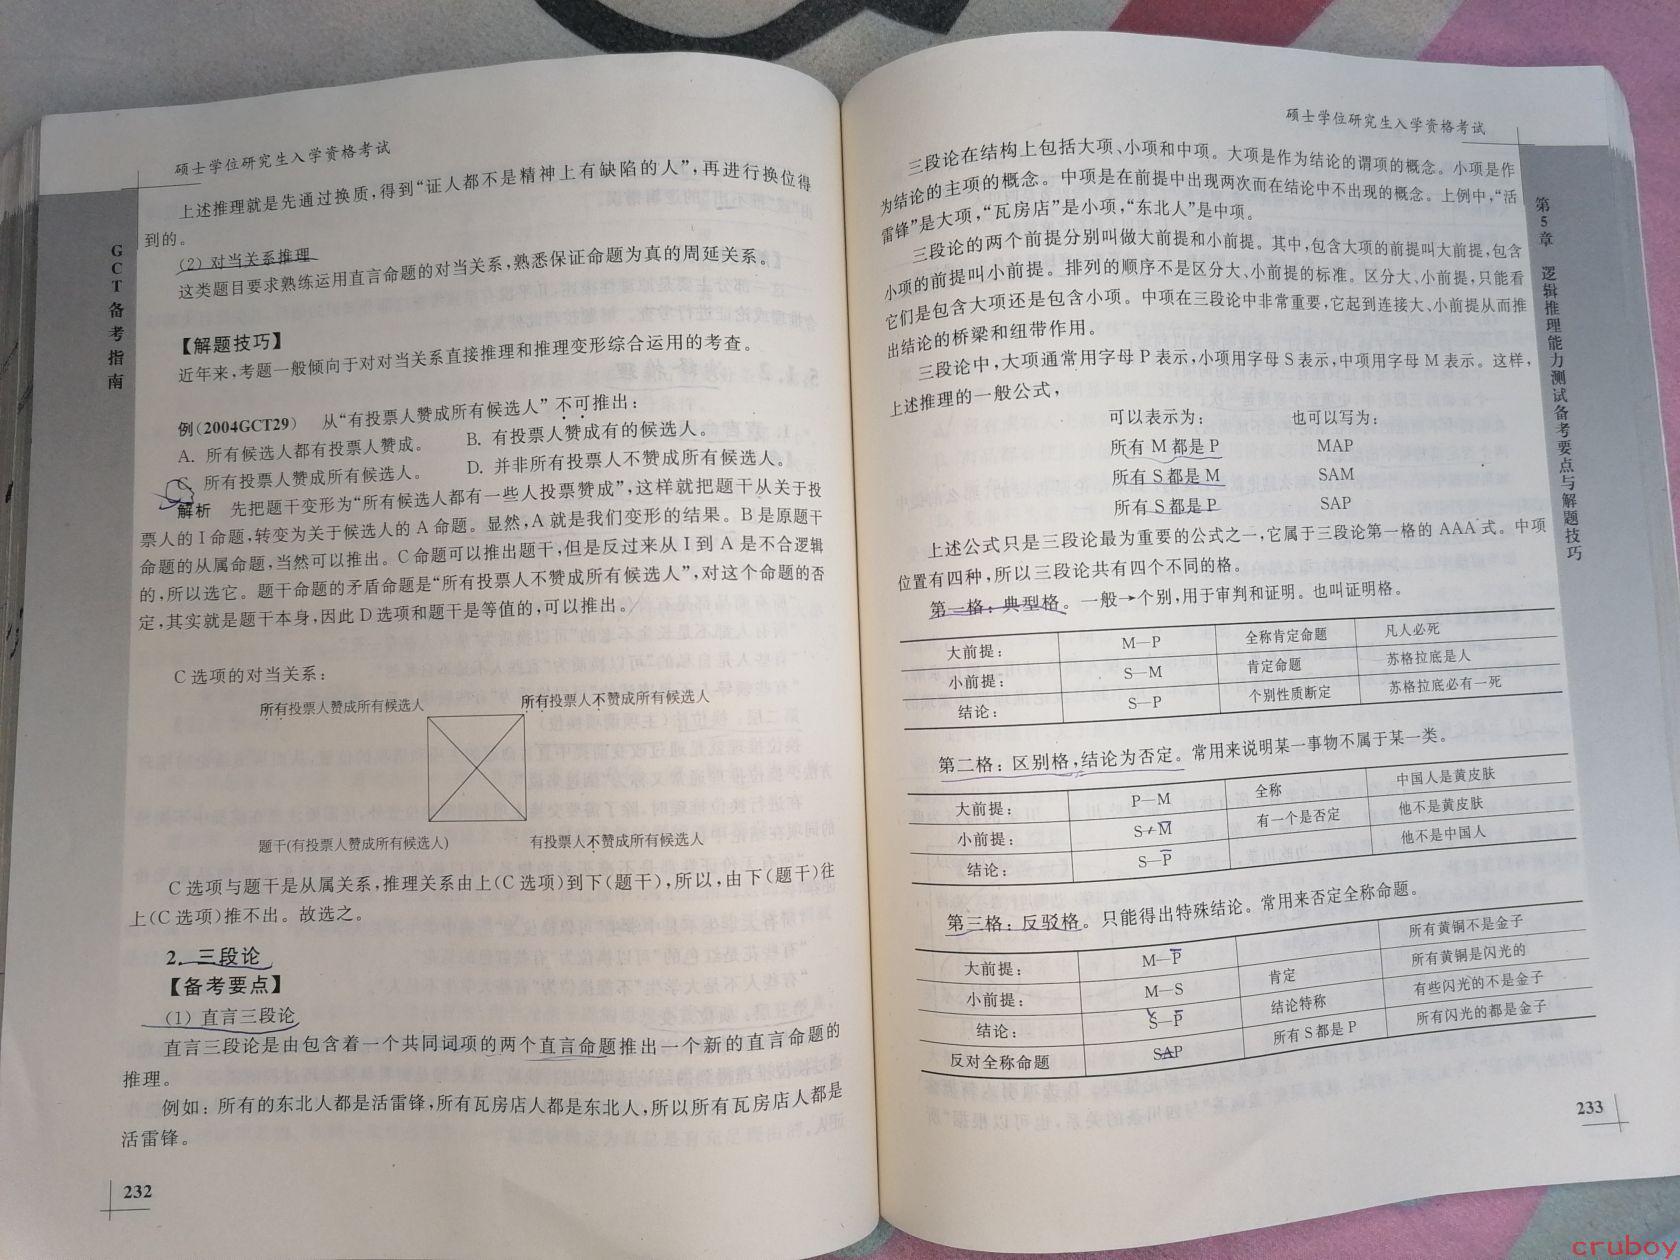 硕士学位研究生入学资格考试
GCT备考指南
上述推理就是先通过换质,得到“证人都不是精神上有缺陷的人”,再进行换位得
到的。
(2) 对当关系推理
这类题目要求熟练运用直言命题的对当关系,熟悉保证命题为真的周延关系。
【解题技巧】
近年来,考题一般倾向于对对当关系直接推理和推理变形综合运用的考查。
例(2004GCT29) 从“有投票人赞成所有候选人”不可推出:
A. 所有候选人都有投票人赞成。 B. 有投票人赞成有的候选人。
C. 所有投票人赞成所有候选人。 D. 并非所有投票人不赞成所有候选人。
解析 先把题干变形为“所有候选人都有一些人投票赞成”,这样就把题干从关于投
票人的 I 命题,转变为关于候选人的 A 命题。显然,A 就是我们变形的结果。B 是原题干
命题的从属命题,当然可以推出。C 命题可以推出题干,但是反过来从 I 到 A 是不合逻辑
的,所以选它。题干命题的矛盾命题是“所有投票人不赞成所有候选人”,对这个命题的否
定,其实就是题干本身,因此 D 选项和题干是等值的,可以推出。
C 选项的对当关系:
所有投票人赞成所有候选人 所有投票人不赞成所有候选人
题干(有投票人赞成所有候选人) 有投票人不赞成所有候选人
C 选项与题干是从属关系,推理关系由上(C 选项)到下(题干),所以,由下(题干)往
上(C 选项)推不出。故选之。
2. 三段论
【备考要点】
(1) 直言三段论
直言三段论是由包含着一个共同词项的两个直言命题推出一个新的直言命题的
推理。
例如:所有的东北人都是活雷锋,所有瓦房店人都是东北人,所以所有瓦房店人都是
活雷锋。
232
硕士学位研究生入学资格考试
第5章 逻辑推理能力测试备考要点与解题技巧
三段论在结构上包括大项、小项和中项。大项是作为结论的谓项的概念。小项是作
为结论的主项的概念。中项是在前提中出现两次而在结论中不出现的概念。上例中,“活
雷锋”是大项,“瓦房店”是小项,“东北人”是中项。
三段论的两个前提分别叫做大前提和小前提。其中,包含大项的前提叫大前提,包含
小项的前提叫小前提。排列的顺序不是区分大、小前提的标准。区分大、小前提,只能看
它们是包含大项还是包含小项。中项在三段论中非常重要,它起到连接大、小前提从而推
出结论的桥梁和纽带作用。
三段论中,大项通常用字母 P 表示,小项用字母 S 表示,中项用字母 M 表示。这样,
上述推理的一般公式,
可以表示为: 也可以写为:
所有 M 都是 P MAP
所有 S 都是 M SAM
所有 S 都是 P SAP
上述公式只是三段论最为重要的公式之一,它属于三段论第一格的 AAA 式。中项
位置有四种,所以三段论共有四个不同的格。
第一格:典型格。一般→个别,用于审判和证明。也叫证明格。
大前提: M—P 全称肯定命题 凡人必死
小前提: S—M 肯定命题 苏格拉底是人
结论: S—P 个别性质断定 苏格拉底必有一死
第二格:区别格,结论为否定。常用来说明某一事物不属于某一类。
大前提: P—M 全称 中国人是黄皮肤
小前提: S—M̅ 有一个是否定 他不是黄皮肤
结论: S—P̅ 他不是中国人
第三格:反驳格。只能得出特殊结论。常用来否定全称命题。
大前提: M—P̅ 所有黄铜不是金子
小前提: M—S 肯定 所有黄铜是闪光的
结论: S—P̅ 结论特称 有些闪光的不是金子
反对全称命题 SAP 所有 S 都是 P 所有闪光的都是金子
233
cruboy